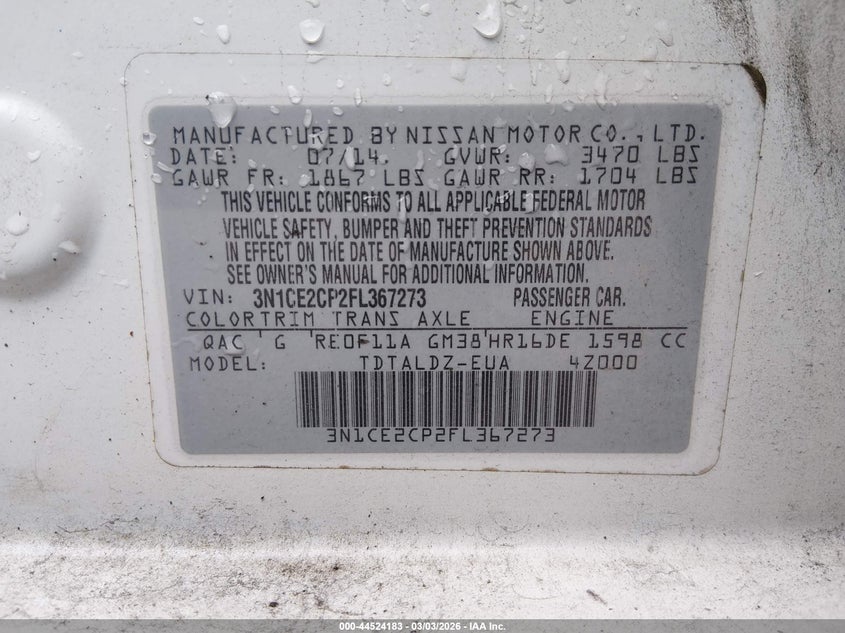 MANUFACTURED BY NISSAN MOTOR CO., LTD.
DATE: 07/14 GVWR: 3470 LBS
GAWR FR: 1867 LBS GAWR RR: 1704 LBS
THIS VEHICLE CONFORMS TO ALL APPLICABLE FEDERAL MOTOR
VEHICLE SAFETY, BUMPER AND THEFT PREVENTION STANDARDS
IN EFFECT ON THE DATE OF MANUFACTURE SHOWN ABOVE.
SEE OWNER'S MANUAL FOR ADDITIONAL INFORMATION.
VIN: 3N1CE2CP2FL367273 PASSENGER CAR.
COLORTRIM TRANS AXLE ENGINE
QAC G RE0F11A GM38 HR16DE 1598 CC
MODEL: TDTALDZ-EUA 4Z000
3N1CE2CP2FL367273
000-44524183 - 03/03/2026 - IAA Inc.